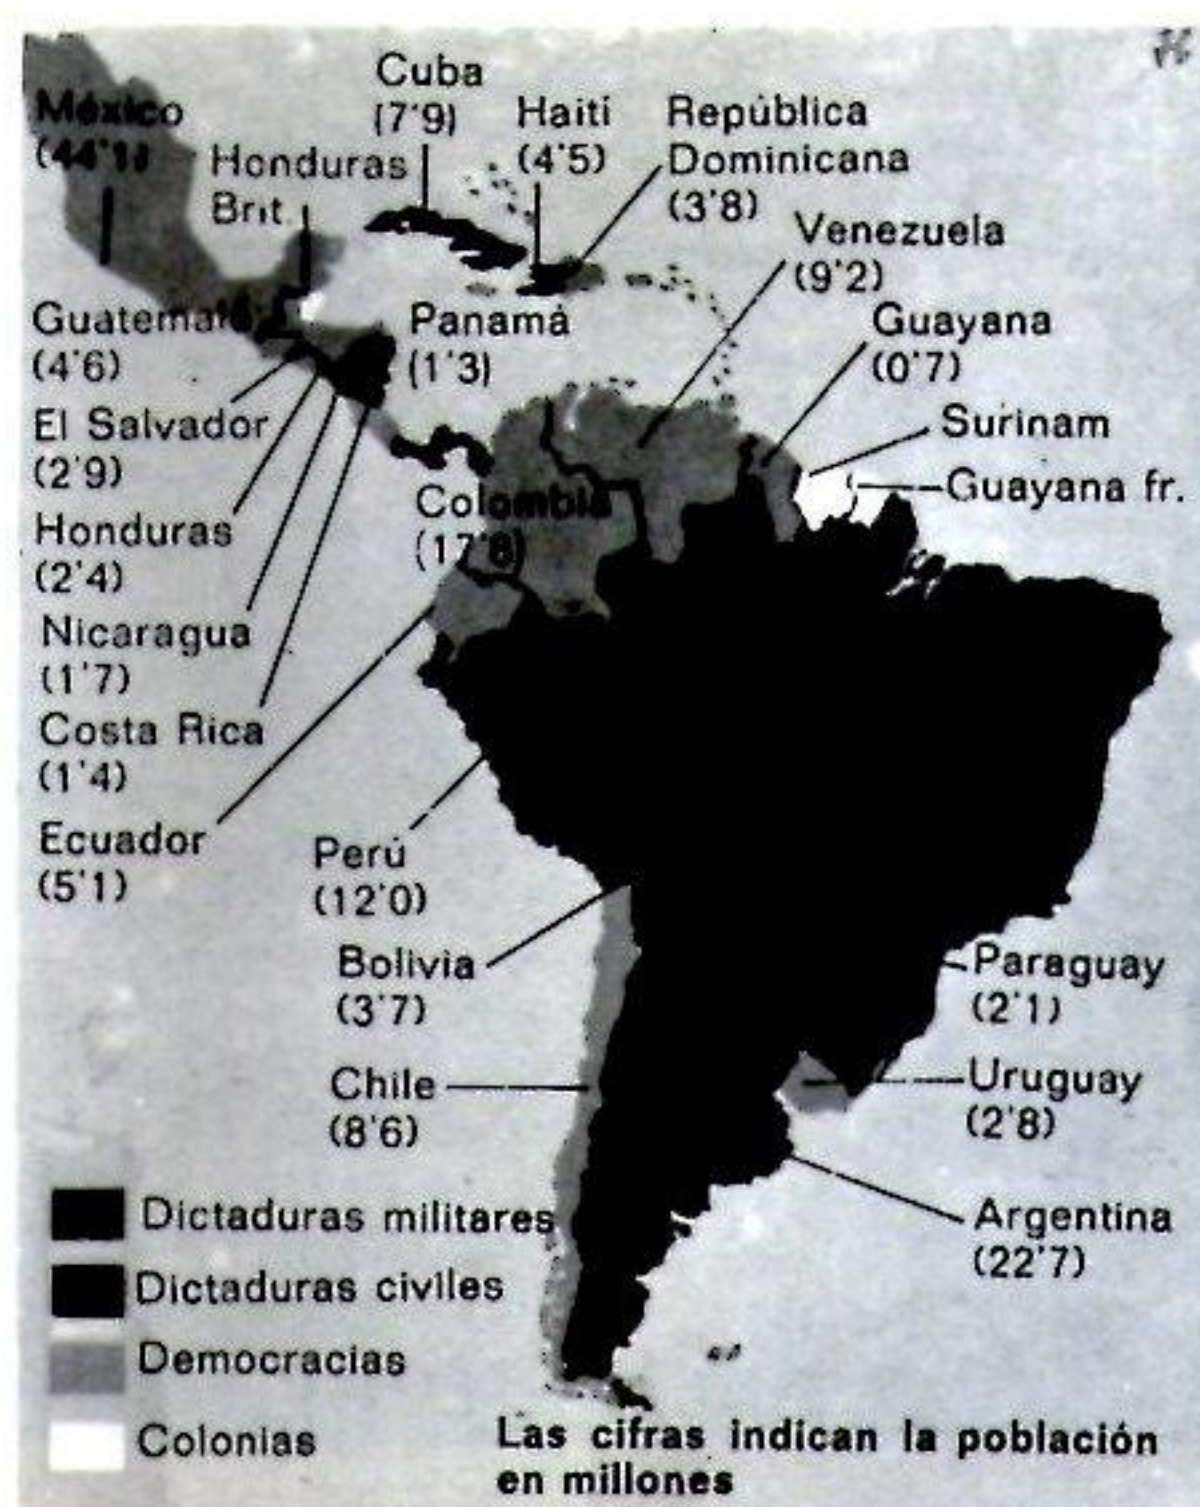 Cuba
(7'9)
Haití
(4'5)
República
Dominicana
(3'8)
México
(44'1)
Honduras
Brit.
Venezuela
(9'2)
Guatemala
(4'6)
Panamá
(1'3)
Guayana
(0'7)
El Salvador
(2'9)
Surinam
Guayana fr.
Colombia
(17'8)
Honduras
(2'4)
Nicaragua
(1'7)
Costa Rica
(1'4)
Ecuador
(5'1)
Perú
(12'0)
Bolivia
(3'7)
Paraguay
(2'1)
Chile
(8'6)
Uruguay
(2'8)
Argentina
(22'7)
Dictaduras militares
Dictaduras civiles
Democracias
Colonias
Las cifras indican la población
en millones